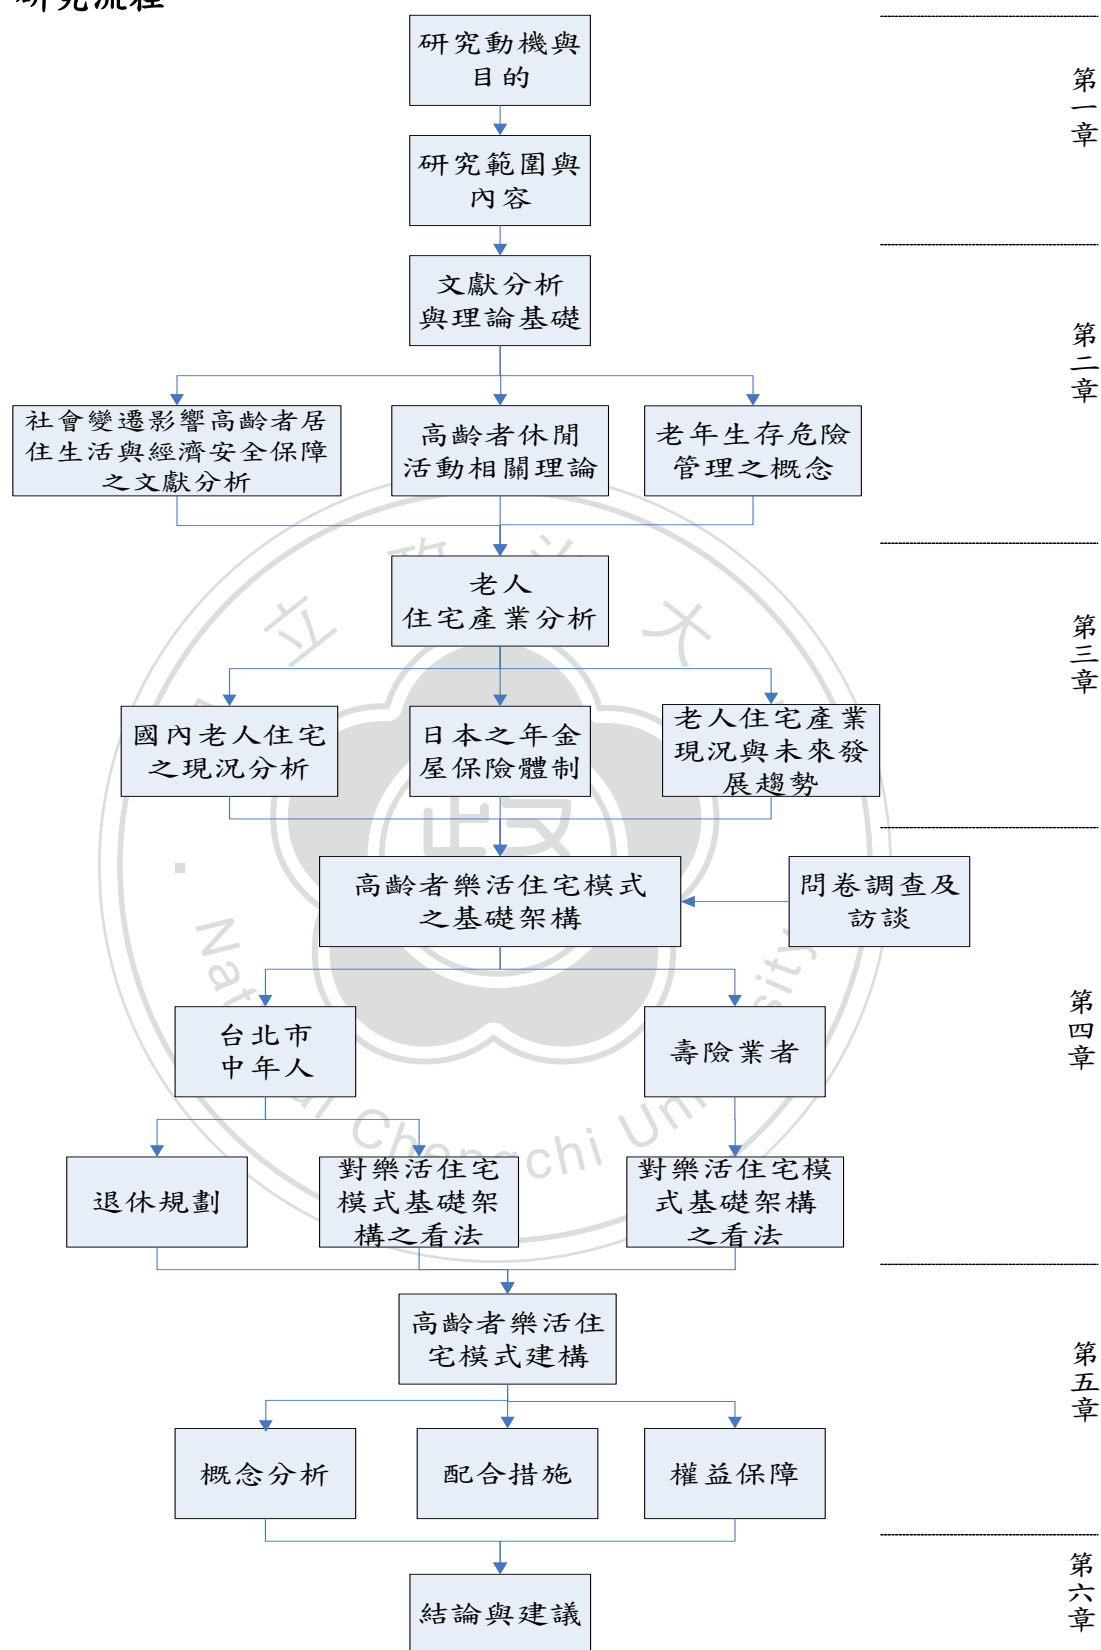 研究流程
研究動機與
目的
第一章
研究範圍與
內容
文獻分析
與理論基礎
第二章
社會變遷影響高齡者居
住生活與經濟安全保障
之文獻分析
高齡者休閒
活動相關理論
老年生存危險
管理之概念
老人
住宅產業分析
第三章
國內老人住宅
之現況分析
日本之年金
屋保險體制
老人住宅產業
現況與未來發
展趨勢
高齡者樂活住宅模式
之基礎架構
問卷調查及
訪談
第四章
台北市
中年人
壽險業者
退休規劃
對樂活住宅
模式基礎架
構之看法
對樂活住宅模
式基礎架構
之看法
高齡者樂活住
宅模式建構
第五章
概念分析
配合措施
權益保障
結論與建議
第六章
立政治大
政
Chengchi University